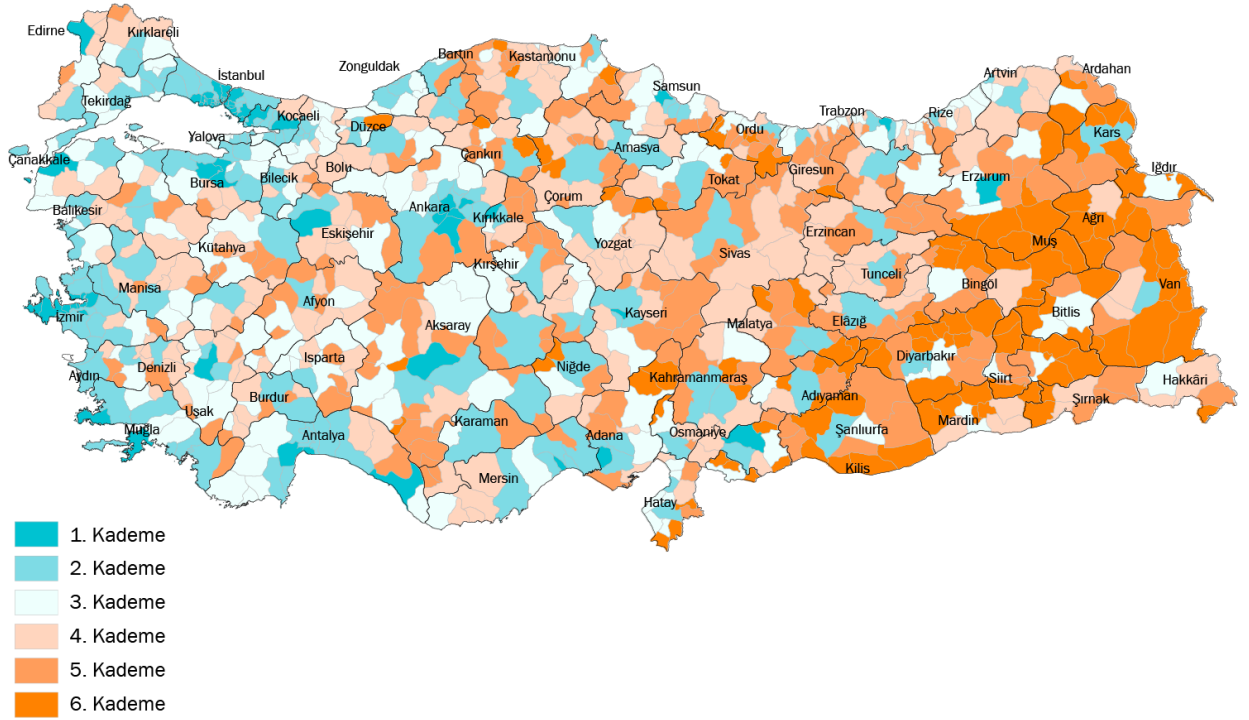 Edirne
Kırklareli
İstanbul
Tekirdağ
Kocaeli
Yalova
Çanakkale
Bursa
Bilecik
Balıkesir
Zonguldak
Bartın
Kastamonu
Düzce
Bolu
Çankırı
Samsun
Ordu
Amasya
Tokat
Giresun
Trabzon
Rize
Artvin
Ardahan
Kars
Iğdır
Erzurum
Ağrı
Ankara
Kırıkkale
Çorum
Eskişehir
Kütahya
Yozgat
Kırşehir
Sivas
Erzincan
Muş
Tunceli
Bingöl
Van
Manisa
İzmir
Afyon
Aksaray
Kayseri
Malatya
Elâzığ
Bitlis
Diyarbakır
Siirt
Hakkâri
Şırnak
Aydın
Denizli
Isparta
Niğde
Kahramanmaraş
Adıyaman
Mardin
Uşak
Burdur
Muğla
Antalya
Karaman
Adana
Osmaniye
Şanlıurfa
Kilis
Mersin
Hatay
1. Kademe
2. Kademe
3. Kademe
4. Kademe
5. Kademe
6. Kademe